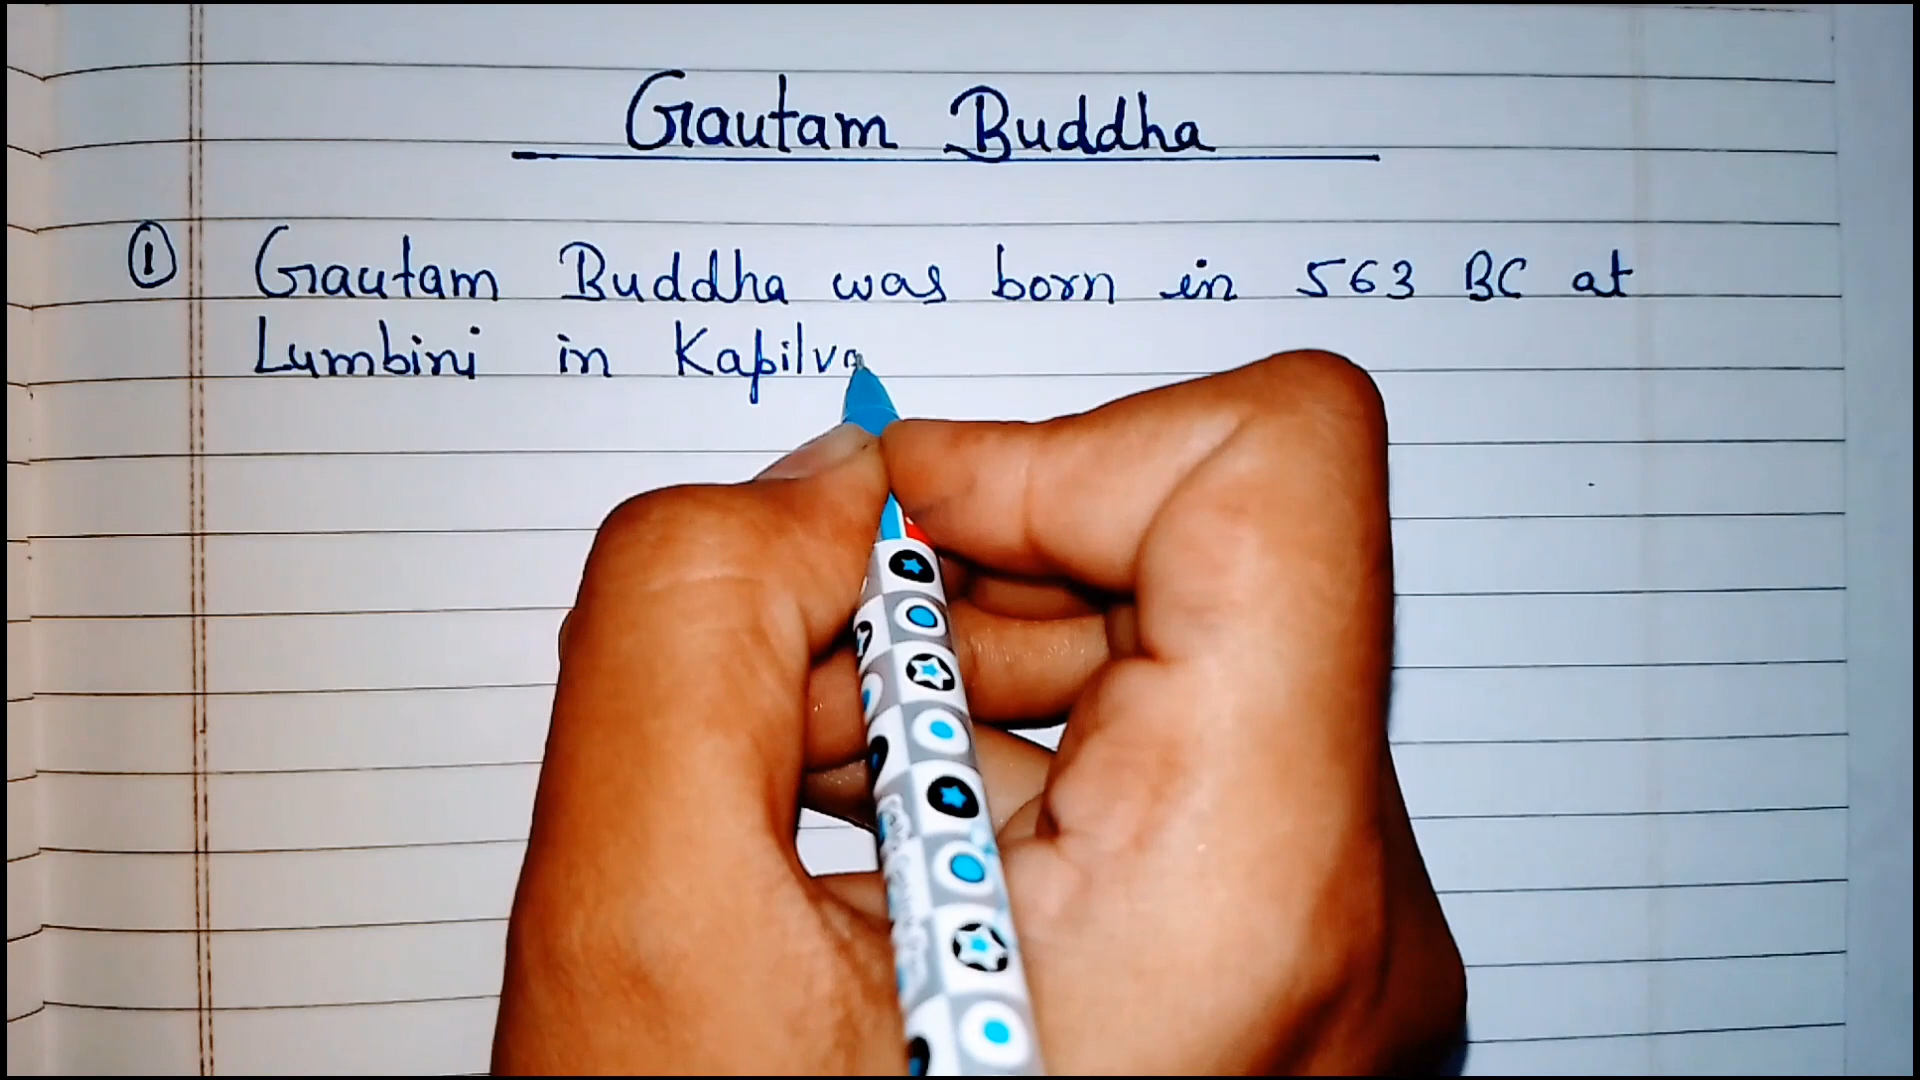 Gautam Buddha
① Gautam Buddha was born in 563 BC at
Lumbini in Kapilva